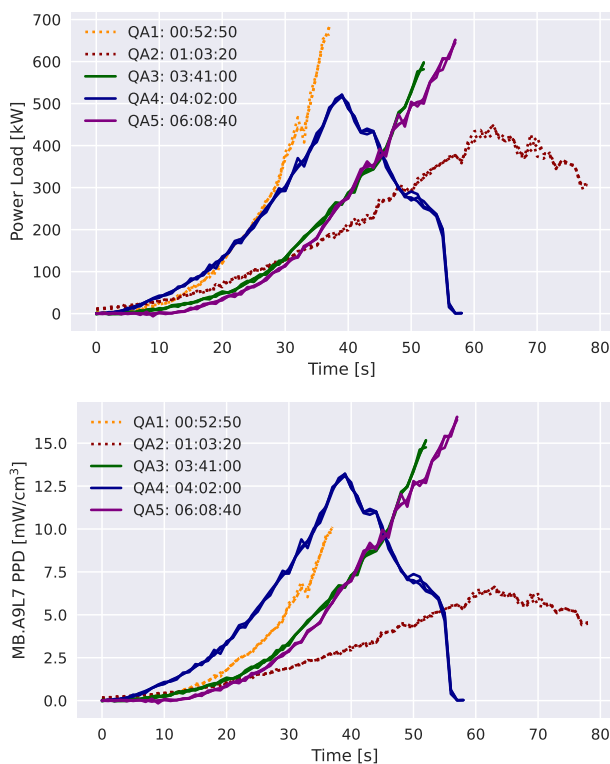 700
600
500
400
300
200
100
0
Power Load [kW]
QA1: 00:52:50
QA2: 01:03:20
QA3: 03:41:00
QA4: 04:02:00
QA5: 06:08:40
0 10 20 30 40 50 60 70 80
Time [s]
15.0
12.5
10.0
7.5
5.0
2.5
0.0
MB.A9L7 PPD [mW/cm³]
QA1: 00:52:50
QA2: 01:03:20
QA3: 03:41:00
QA4: 04:02:00
QA5: 06:08:40
0 10 20 30 40 50 60 70 80
Time [s]